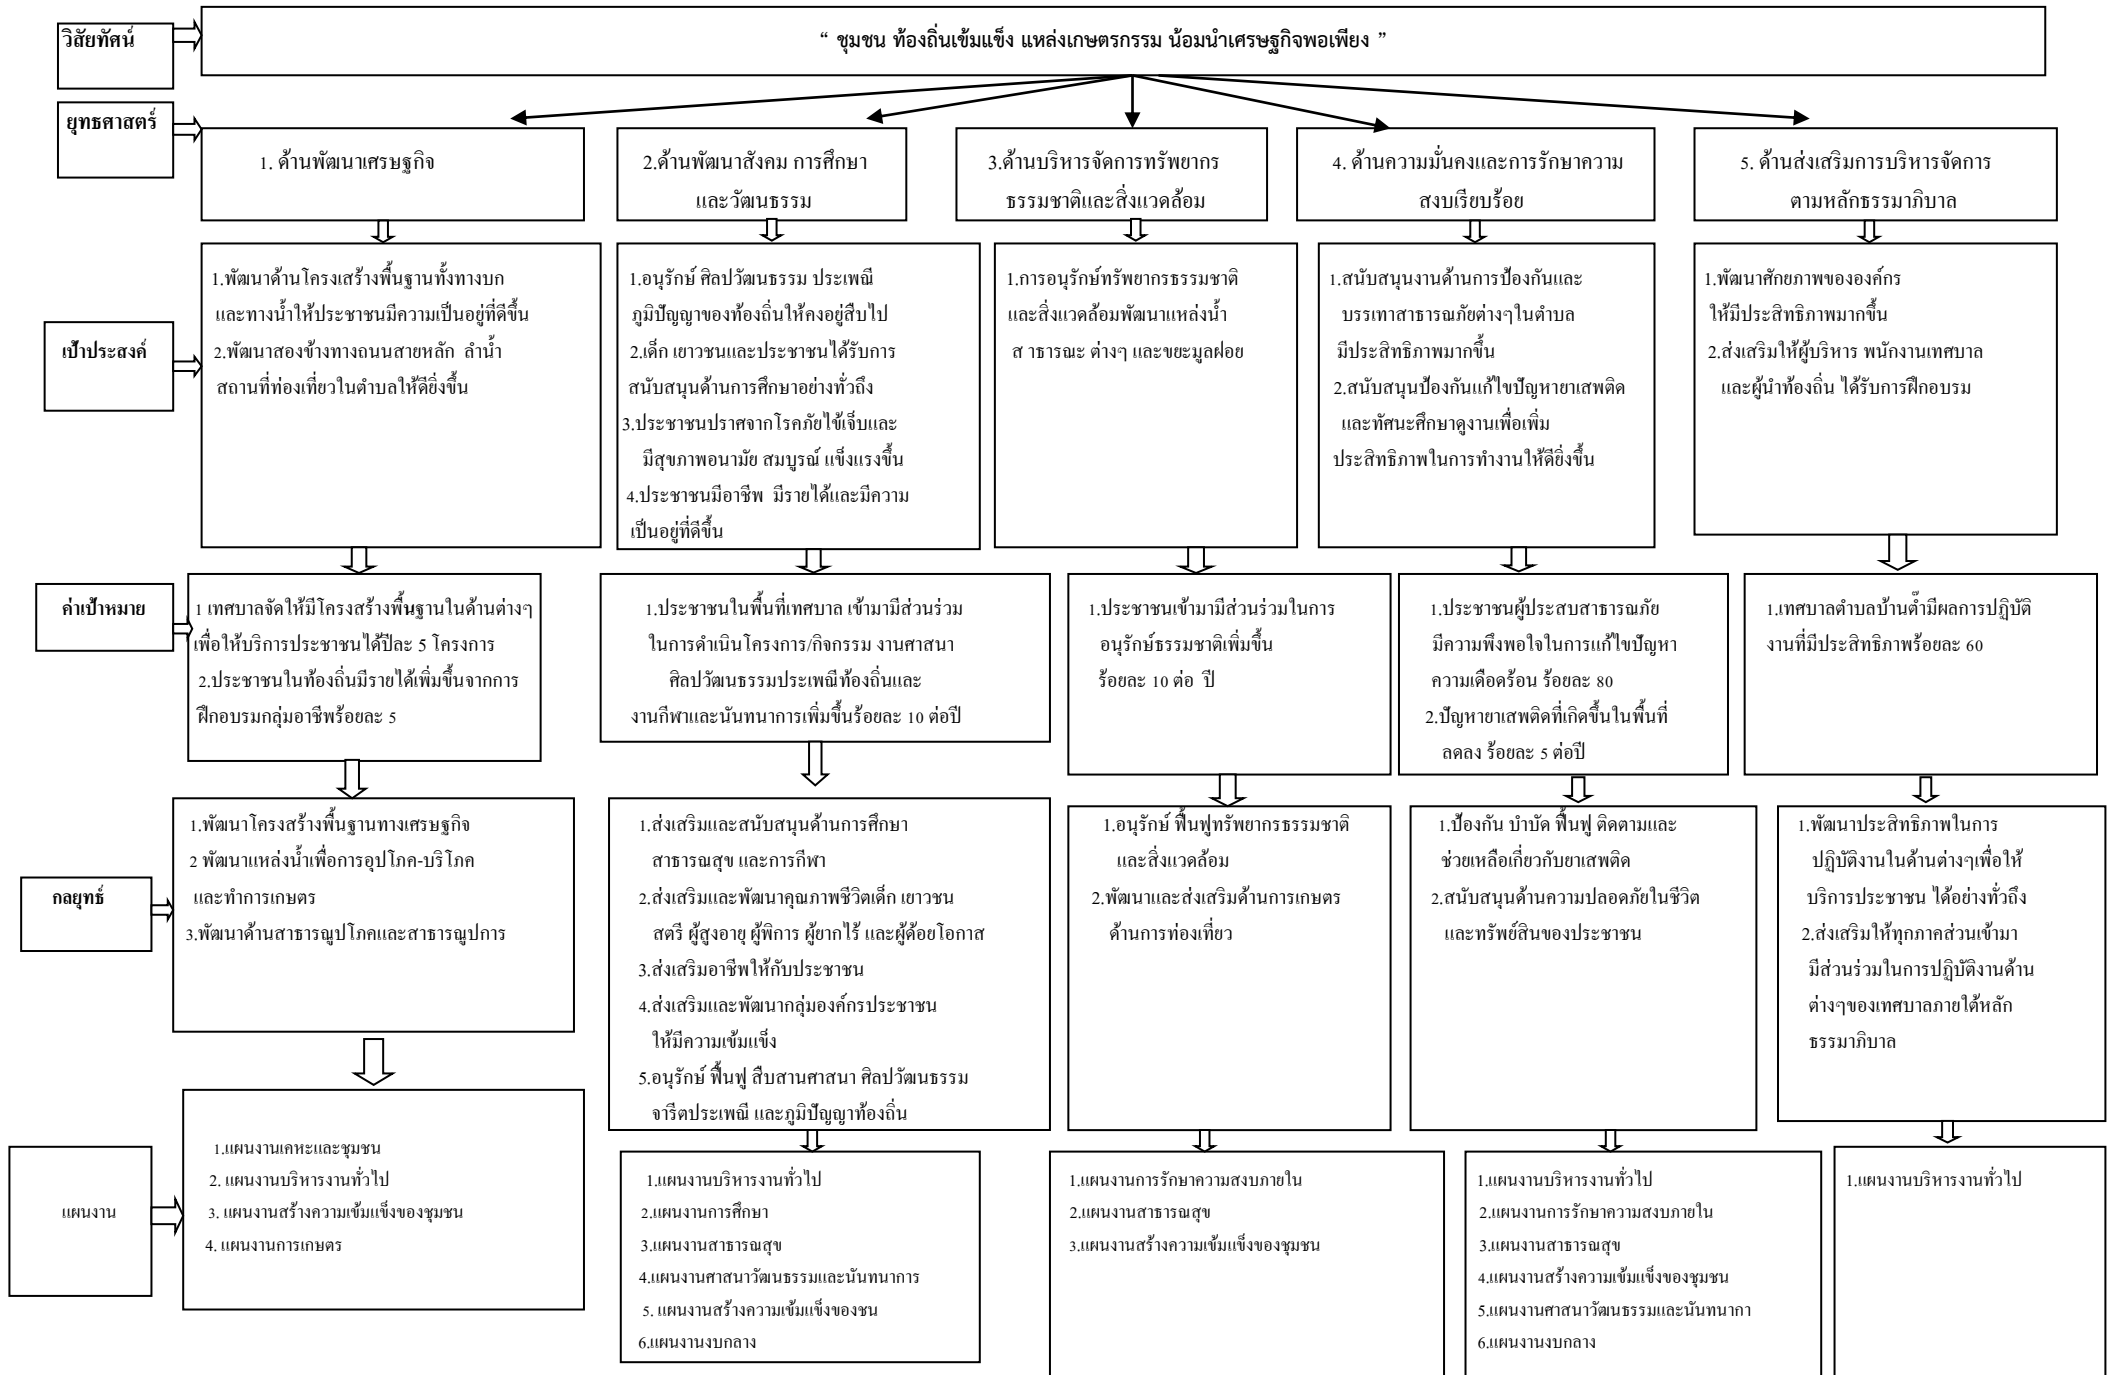 วิสัยทัศน์
“ ชุมชน ท้องถิ่นเข้มแข็ง แหล่งเกษตรกรรม น้อมนำเศรษฐกิจพอเพียง ”
ยุทธศาสตร์
1. ด้านพัฒนาเศรษฐกิจ
2.ด้านพัฒนาสังคม การศึกษา
และวัฒนธรรม
3.ด้านบริหารจัดการทรัพยากร
ธรรมชาติและสิ่งแวดล้อม
4. ด้านความมั่นคงและการรักษาความ
สงบเรียบร้อย
5. ด้านส่งเสริมการบริหารจัดการ
ตามหลักธรรมาภิบาล
เป้าประสงค์
1.พัฒนาด้านโครงเสร้างพื้นฐานทั้งทางบก
และทางน้ำให้ประชาชนมีความเป็นอยู่ที่ดีขึ้น
2.พัฒนาสองข้างทางถนนสายหลัก ลำน้ำ
สถานที่ท่องเที่ยวในตำบลให้ดียิ่งขึ้น
1.อนุรักษ์ ศิลปวัฒนธรรม ประเพณี
ภูมิปัญญาของท้องถิ่นให้คงอยู่สืบไป
2.เด็ก เยาวชนและประชาชนได้รับการ
สนับสนุนด้านการศึกษาอย่างทั่วถึง
3.ประชาชนปราศจากโรคภัยไข้เจ็บและ
มีสุขภาพอนามัย สมบูรณ์ แข็งแรงขึ้น
4.ประชาชนมีอาชีพ มีรายได้และมีความ
เป็นอยู่ที่ดีขึ้น
1.การอนุรักษ์ทรัพยากรธรรมชาติ
และสิ่งแวดล้อมพัฒนาแหล่งน้ำ
ส าธารณะ ต่างๆ และขยะมูลฝอย
1.สนับสนุนงานด้านการป้องกันและ
บรรเทาสาธารณภัยต่างๆในตำบล
มีประสิทธิภาพมากขึ้น
2.สนับสนุนป้องกันแก้ไขปัญหายาเสพติด
และทัศนะศึกษาดูงานเพื่อเพิ่ม
ประสิทธิภาพในการทำงานให้ดียิ่งขึ้น
1.พัฒนาศักยภาพขององค์กร
ให้มีประสิทธิภาพมากขึ้น
2.ส่งเสริมให้ผู้บริหาร พนักงานเทศบาล
และผู้นำท้องถิ่น ได้รับการฝึกอบรม
ค่าเป้าหมาย
1 เทศบาลจัดให้มีโครงสร้างพื้นฐานในด้านต่างๆ
เพื่อให้บริการประชาชนได้ปีละ 5 โครงการ
2.ประชาชนในท้องถิ่นมีรายได้เพิ่มขึ้นจากการ
ฝึกอบรมกลุ่มอาชีพร้อยละ 5
1.ประชาชนในพื้นที่เทศบาล เข้ามามีส่วนร่วม
ในการดำเนินโครงการ/กิจกรรม งานศาสนา
ศิลปวัฒนธรรมประเพณีท้องถิ่นและ
งานกีฬาและนันทนาการเพิ่มขึ้นร้อยละ 10 ต่อปี
1.ประชาชนเข้ามามีส่วนร่วมในการ
อนุรักษ์ธรรมชาติเพิ่มขึ้น
ร้อยละ 10 ต่อ ปี
1.ประชาชนผู้ประสบสาธารณภัย
มีความพึงพอใจในการแก้ไขปัญหา
ความเดือดร้อน ร้อยละ 80
2.ปัญหายาเสพติดที่เกิดขึ้นในพื้นที่
ลดลง ร้อยละ 5 ต่อปี
1.เทศบาลตำบลบ้านต๊ำมีผลการปฏิบัติ
งานที่มีประสิทธิภาพร้อยละ 60
กลยุทธ์
1.พัฒนาโครงสร้างพื้นฐานทางเศรษฐกิจ
2 พัฒนาแหล่งน้ำเพื่อการอุปโภค-บริโภค
และทำการเกษตร
3.พัฒนาด้านสาธารณูปโภคและสาธารณูปการ
1.ส่งเสริมและสนับสนุนด้านการศึกษา
สาธารณสุข และการกีฬา
2.ส่งเสริมและพัฒนาคุณภาพชีวิตเด็ก เยาวชน
สตรี ผู้สูงอายุ ผู้พิการ ผู้ยากไร้ และผู้ด้อยโอกาส
3.ส่งเสริมอาชีพให้กับประชาชน
4.ส่งเสริมและพัฒนากลุ่มองค์กรประชาชน
ให้มีความเข้มแข็ง
5.อนุรักษ์ ฟื้นฟู สืบสานศาสนา ศิลปวัฒนธรรม
จารีตประเพณี และภูมิปัญญาท้องถิ่น
1.อนุรักษ์ ฟื้นฟูทรัพยากรธรรมชาติ
และสิ่งแวดล้อม
2.พัฒนาและส่งเสริมด้านการเกษตร
ด้านการท่องเที่ยว
1.ป้องกัน บำบัด ฟื้นฟู ติดตามและ
ช่วยเหลือเกี่ยวกับยาเสพติด
2.สนับสนุนด้านความปลอดภัยในชีวิต
และทรัพย์สินของประชาชน
1.พัฒนาประสิทธิภาพในการ
ปฏิบัติงานในด้านต่างๆเพื่อให้
บริการประชาชน ได้อย่างทั่วถึง
2.ส่งเสริมให้ทุกภาคส่วนเข้ามา
มีส่วนร่วมในการปฏิบัติงานด้าน
ต่างๆของเทศบาลภายใต้หลัก
ธรรมาภิบาล
แผนงาน
1.แผนงานเคหะและชุมชน
2. แผนงานบริหารงานทั่วไป
3. แผนงานสร้างความเข้มแข็งของชุมชน
4. แผนงานการเกษตร
1.แผนงานบริหารงานทั่วไป
2.แผนงานการศึกษา
3.แผนงานสาธารณสุข
4.แผนงานศาสนาวัฒนธรรมและนันทนาการ
5. แผนงานสร้างความเข้มแข็งของชน
6.แผนงานงบกลาง
1.แผนงานการรักษาความสงบภายใน
2.แผนงานสาธารณสุข
3.แผนงานสร้างความเข้มแข็งของชุมชน
1.แผนงานบริหารงานทั่วไป
2.แผนงานการรักษาความสงบภายใน
3.แผนงานสาธารณสุข
4.แผนงานสร้างความเข้มแข็งของชุมชน
5.แผนงานศาสนาวัฒนธรรมและนันทนากา
6.แผนงานงบกลาง
1.แผนงานบริหารงานทั่วไป